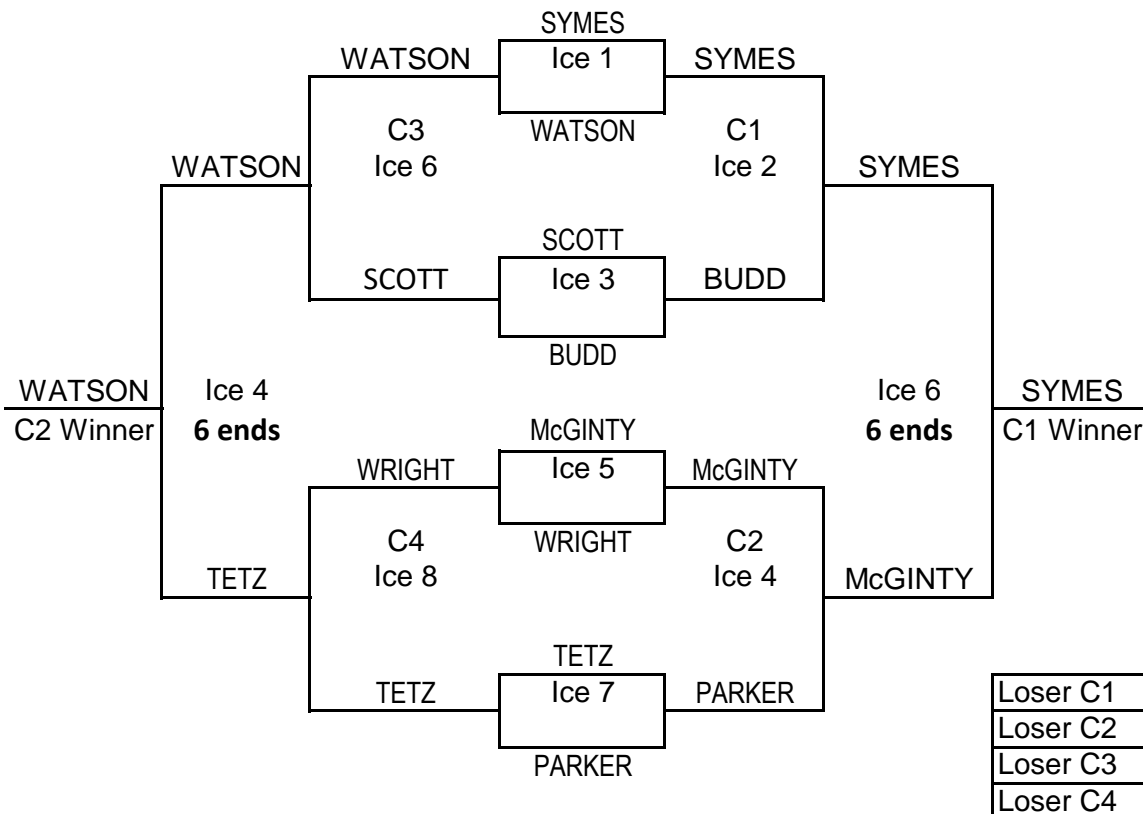 SYMES
WATSON Ice 1 SYMES
C3 WATSON C1
Ice 6 Ice 2
WATSON SYMES
SCOTT
SCOTT Ice 3 BUDD
BUDD
WATSON Ice 4 Ice 6 SYMES
C2 Winner 6 ends 6 ends C1 Winner
McGINTY
WRIGHT Ice 5 McGINTY
C4 WRIGHT C2
Ice 8 Ice 4
TETZ McGINTY
TETZ
TETZ Ice 7 PARKER
PARKER
Loser C1
Loser C2
Loser C3
Loser C4